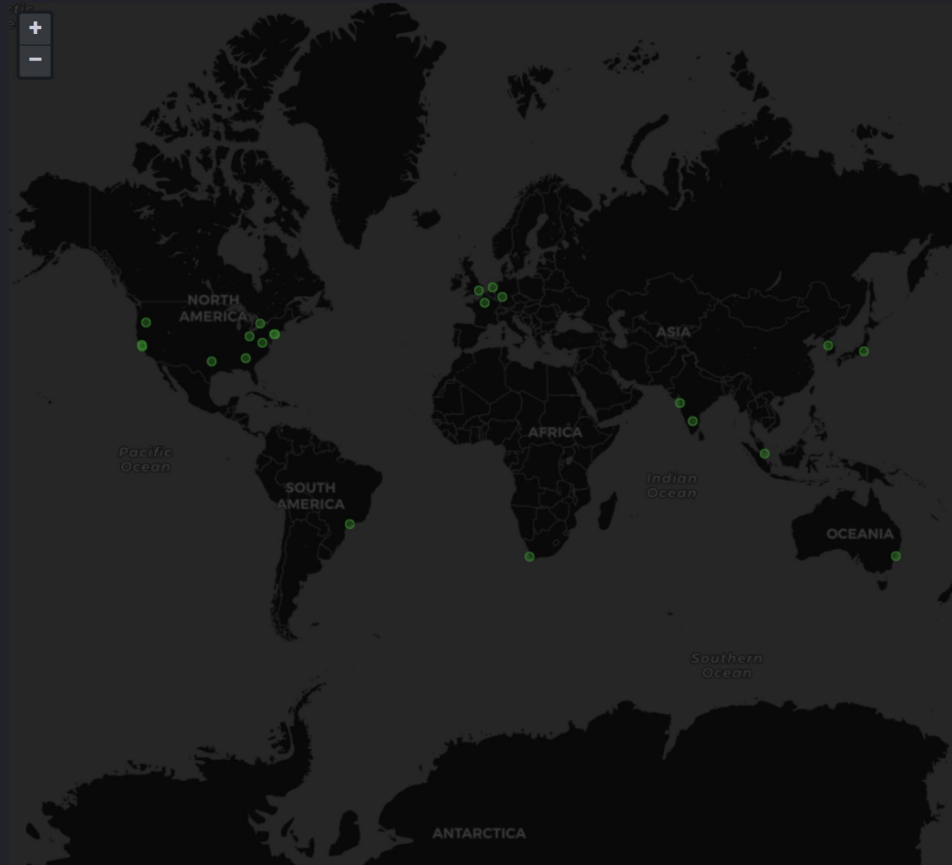 +
−
NORTH
AMERICA
ASIA
AFRICA
Pacific
Ocean
Indian
Ocean
SOUTH
AMERICA
OCEANIA
Southern
Ocean
ANTARCTICA